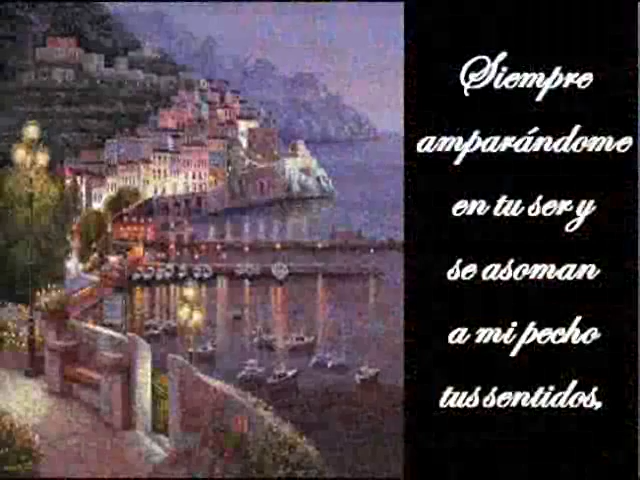 Siempre
amparándome
en tu ser y
se asoman
a mi pecho
tus sentidos,